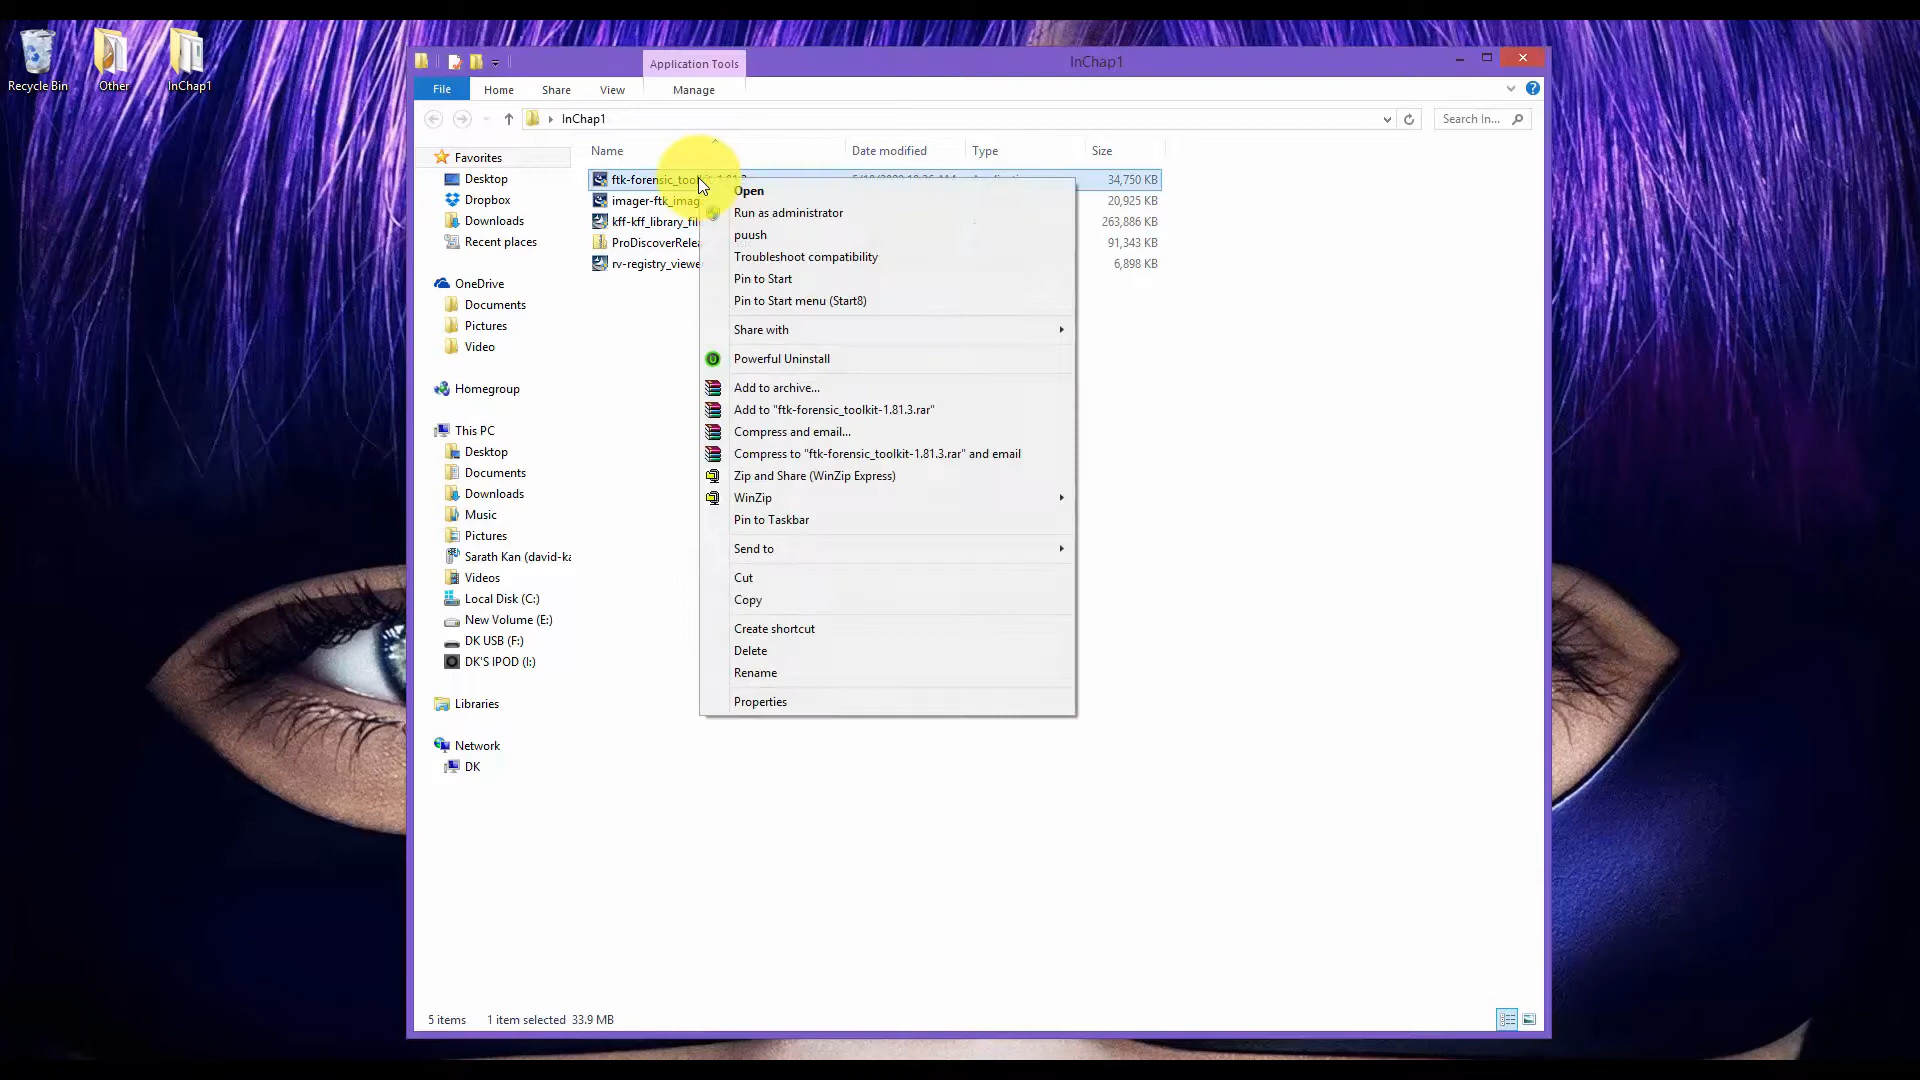 Recycle Bin
Other
InChap1
Application Tools
InChap1
File
Home
Share
View
Manage
InChap1
Search In...
Name
Date modified
Type
Size
34,750 KB
imager-ftk_imag
20,925 KB
kff-kff_library_fil
263,886 KB
ProDiscoverRelea
91,343 KB
rv-registry_viewe
6,898 KB
Favorites
Desktop
Dropbox
Downloads
Recent places
OneDrive
Documents
Pictures
Video
Homegroup
This PC
Desktop
Documents
Downloads
Music
Pictures
Sarath Kan (david-ka
Videos
Local Disk (C:)
New Volume (E:)
DK USB (F:)
DK'S IPOD (I:)
Libraries
Network
DK
Open
Run as administrator
puush
Troubleshoot compatibility
Pin to Start
Pin to Start menu (Start8)
Share with
Powerful Uninstall
Add to archive...
Add to "ftk-forensic_toolkit-1.81.3.rar"
Compress and email...
Compress to "ftk-forensic_toolkit-1.81.3.rar" and email
Zip and Share (WinZip Express)
WinZip
Pin to Taskbar
Send to
Cut
Copy
Create shortcut
Delete
Rename
Properties
5 items
1 item selected 33.9 MB